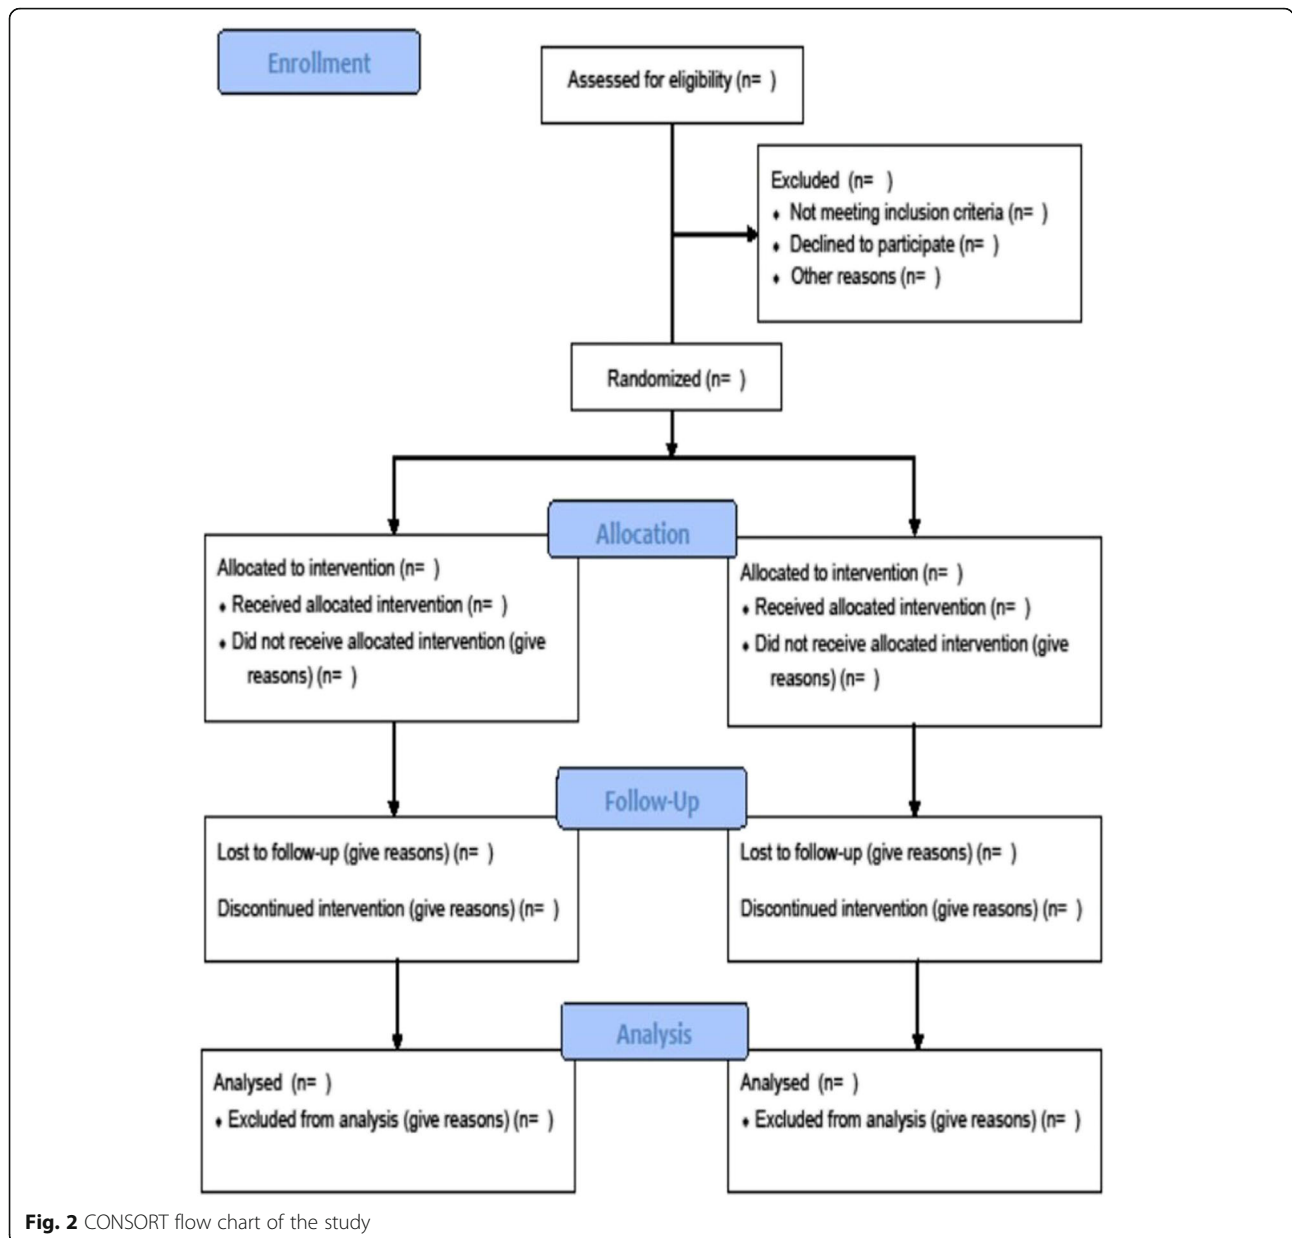 Enrollment
Assessed for eligibility (n= )
Excluded (n= )
♦ Not meeting inclusion criteria (n= )
♦ Declined to participate (n= )
♦ Other reasons (n= )
Randomized (n= )
Allocation
Allocated to intervention (n= )
♦ Received allocated intervention (n= )
♦ Did not receive allocated intervention (give
reasons) (n= )
Allocated to intervention (n= )
♦ Received allocated intervention (n= )
♦ Did not receive allocated intervention (give
reasons) (n= )
Follow-Up
Lost to follow-up (give reasons) (n= )
Discontinued intervention (give reasons) (n= )
Lost to follow-up (give reasons) (n= )
Discontinued intervention (give reasons) (n= )
Analysis
Analysed (n= )
♦ Excluded from analysis (give reasons) (n= )
Analysed (n= )
♦ Excluded from analysis (give reasons) (n= )
Fig. 2 CONSORT flow chart of the study